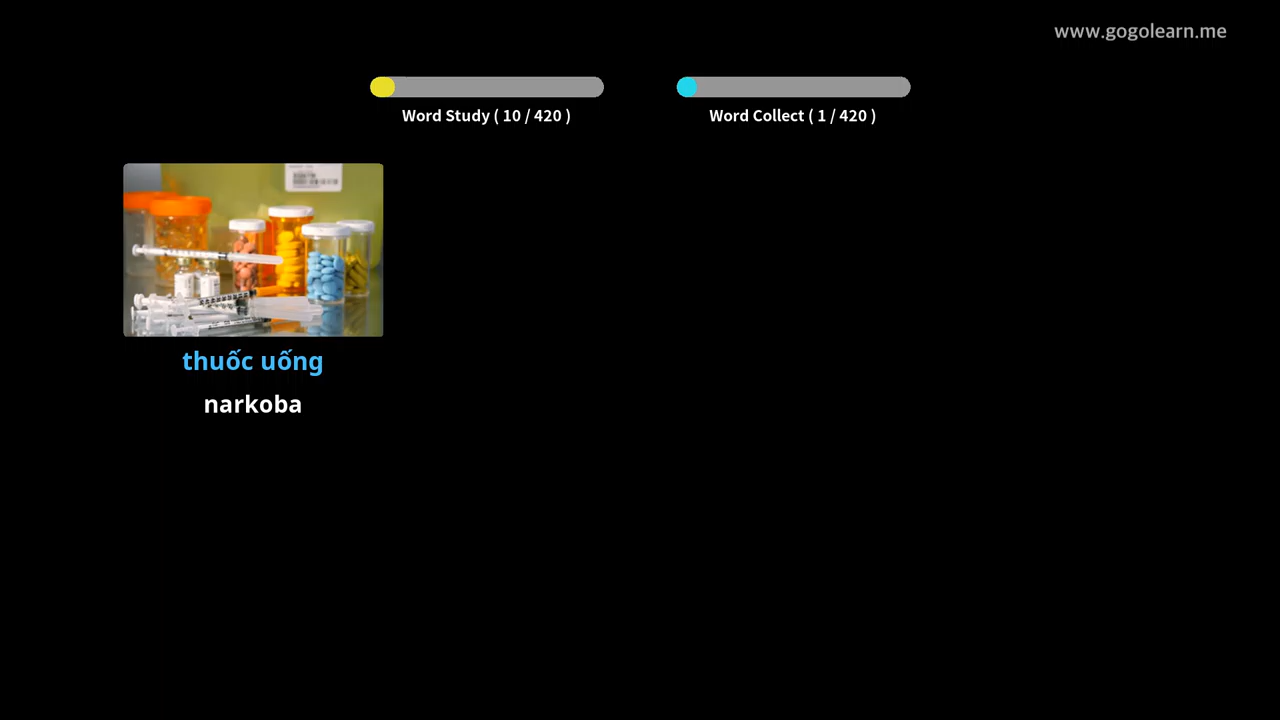 www.gogolearn.me
Word Study ( 10 / 420 )
Word Collect ( 1 / 420 )
thuốc uống
narkoba